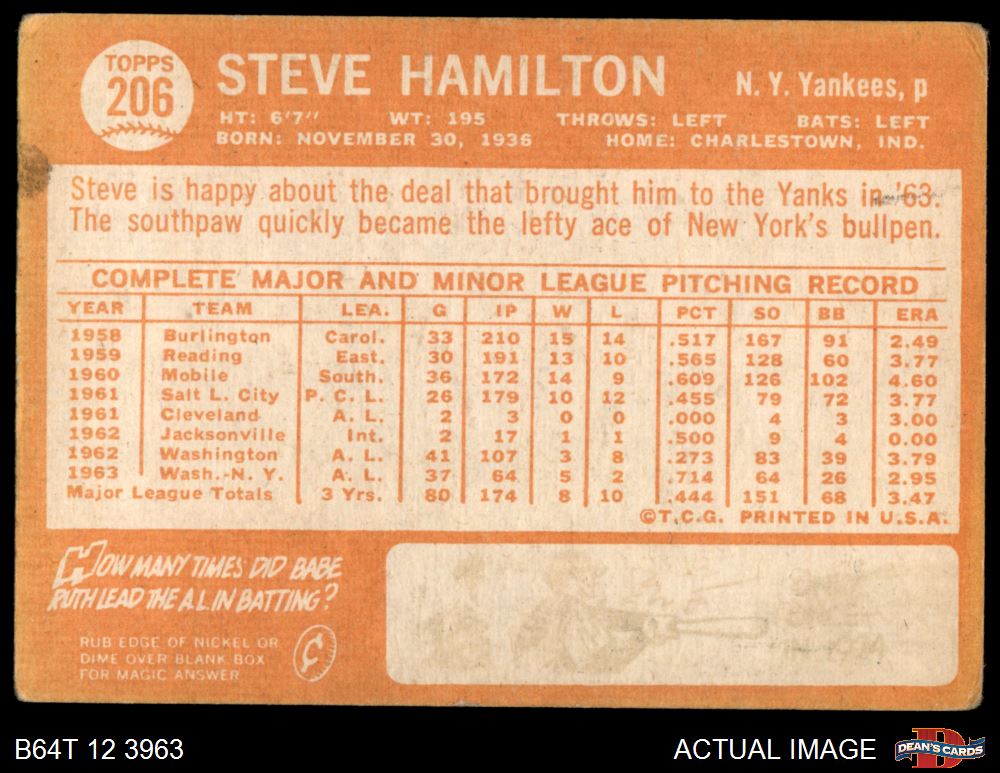 TOPPS
206
STEVE HAMILTON
N. Y. Yankees, p
HT: 6'7" WT: 195 THROWS: LEFT BATS: LEFT
BORN: NOVEMBER 30, 1936 HOME: CHARLESTOWN, IND.
Steve is happy about the deal that brought him to the Yanks in '63.
The southpaw quickly became the lefty ace of New York's bullpen.
COMPLETE MAJOR AND MINOR LEAGUE PITCHING RECORD
YEAR TEAM LEA. G IP W L PCT SO BB ERA
1958 Burlington Carol. 33 210 15 14 .517 167 91 2.49
1959 Reading East. 30 191 13 10 .565 128 60 3.77
1960 Mobile South. 36 172 14 9 .609 126 102 4.60
1961 Salt L. City P. C. L. 26 179 10 12 .455 79 72 3.77
1961 Cleveland A. L. 2 3 0 0 .000 4 3 3.00
1962 Jacksonville Int. 2 17 1 1 .500 9 4 0.00
1962 Washington A. L. 41 107 3 8 .273 83 39 3.79
1963 Wash.-N. Y. A. L. 37 64 5 2 .714 64 26 2.95
Major League Totals 3 Yrs. 80 174 8 10 .444 151 68 3.47
©T.C.G. PRINTED IN U.S.A.
HOW MANY TIMES DID BABE
RUTH LEAD THE A.L. IN BATTING?
RUB EDGE OF NICKEL OR
DIME OVER BLANK BOX
FOR MAGIC ANSWER
B64T 12 3963
ACTUAL IMAGE
DEAN'S CARDS